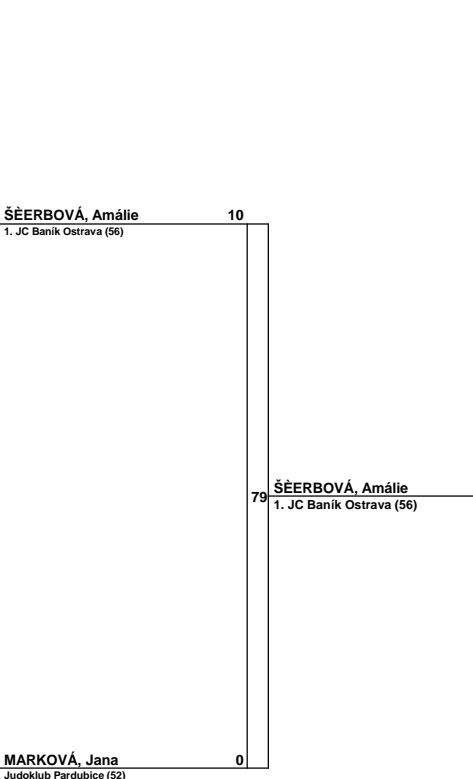 ŠÈERBOVÁ, Amálie 10
1. JC Baník Ostrava (56)
79
ŠÈERBOVÁ, Amálie
1. JC Baník Ostrava (56)
MARKOVÁ, Jana 0
Judoklub Pardubice (52)